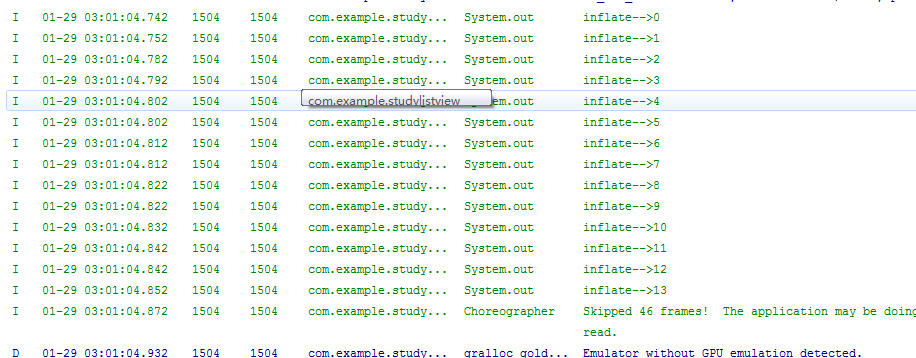 I 01-29 03:01:04.742 1504 1504 com.example.study... System.out inflate-->0
I 01-29 03:01:04.752 1504 1504 com.example.study... System.out inflate-->1
I 01-29 03:01:04.782 1504 1504 com.example.study... System.out inflate-->2
I 01-29 03:01:04.792 1504 1504 com.example.study... System.out inflate-->3
I 01-29 03:01:04.802 1504 1504 com.example.studylistview System.out inflate-->4
I 01-29 03:01:04.802 1504 1504 com.example.study... System.out inflate-->5
I 01-29 03:01:04.812 1504 1504 com.example.study... System.out inflate-->6
I 01-29 03:01:04.812 1504 1504 com.example.study... System.out inflate-->7
I 01-29 03:01:04.822 1504 1504 com.example.study... System.out inflate-->8
I 01-29 03:01:04.822 1504 1504 com.example.study... System.out inflate-->9
I 01-29 03:01:04.832 1504 1504 com.example.study... System.out inflate-->10
I 01-29 03:01:04.842 1504 1504 com.example.study... System.out inflate-->11
I 01-29 03:01:04.842 1504 1504 com.example.study... System.out inflate-->12
I 01-29 03:01:04.852 1504 1504 com.example.study... System.out inflate-->13
I 01-29 03:01:04.872 1504 1504 com.example.study... Choreographer Skipped 46 frames! The application may be doing
read.
D 01-29 03:01:04.932 1504 1504 com.example.study... gralloc_gold... Emulator without GPU emulation detected.